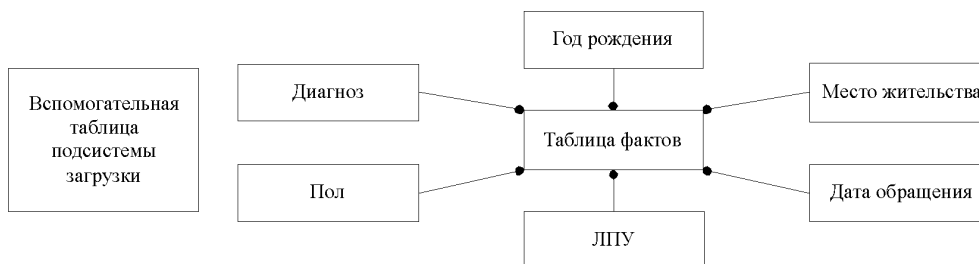 Год рождения
Вспомогательная
таблица
подсистемы
загрузки
Диагноз
Место жительства
Таблица фактов
Пол
Дата обращения
ЛПУ